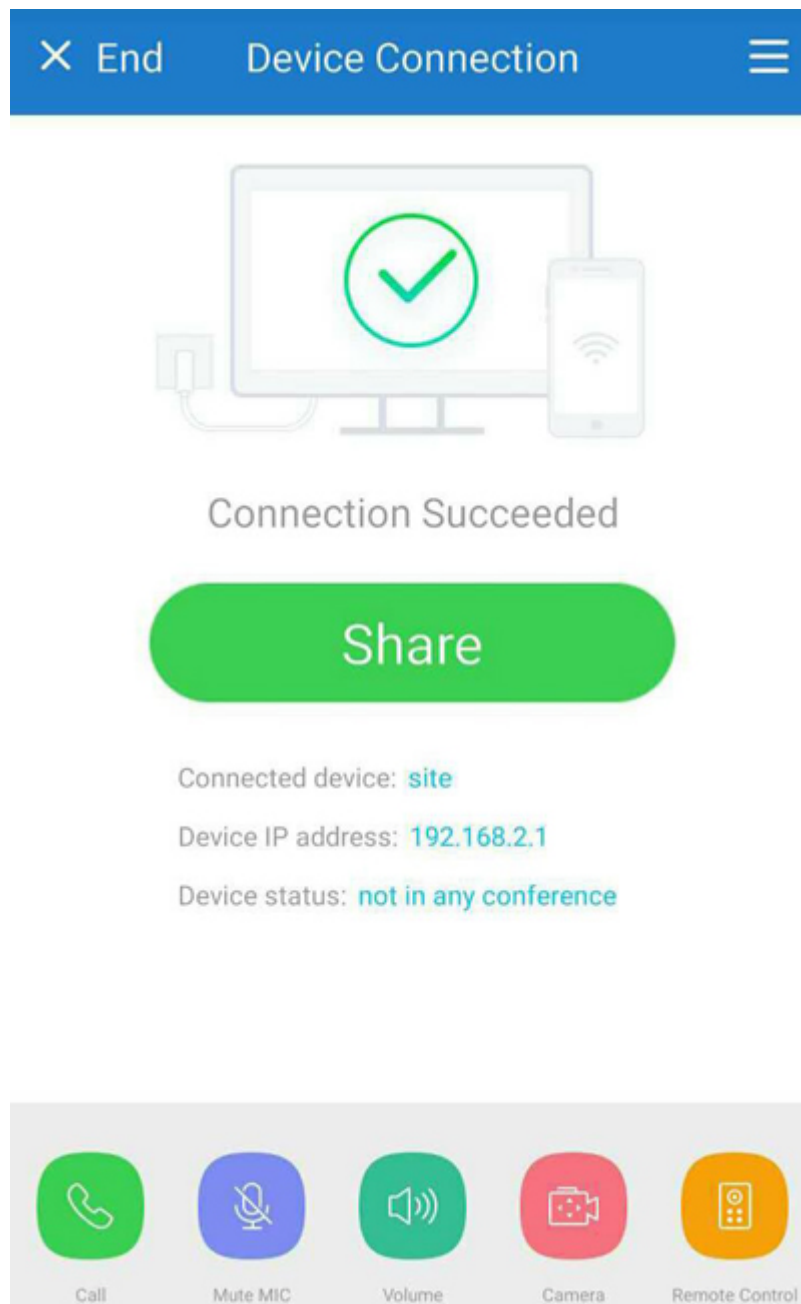 End Device Connection
Connection Succeeded
Share
Connected device: site
Device IP address: 192.168.2.1
Device status: not in any conference
Call Mute MIC Volume Camera Remote Control